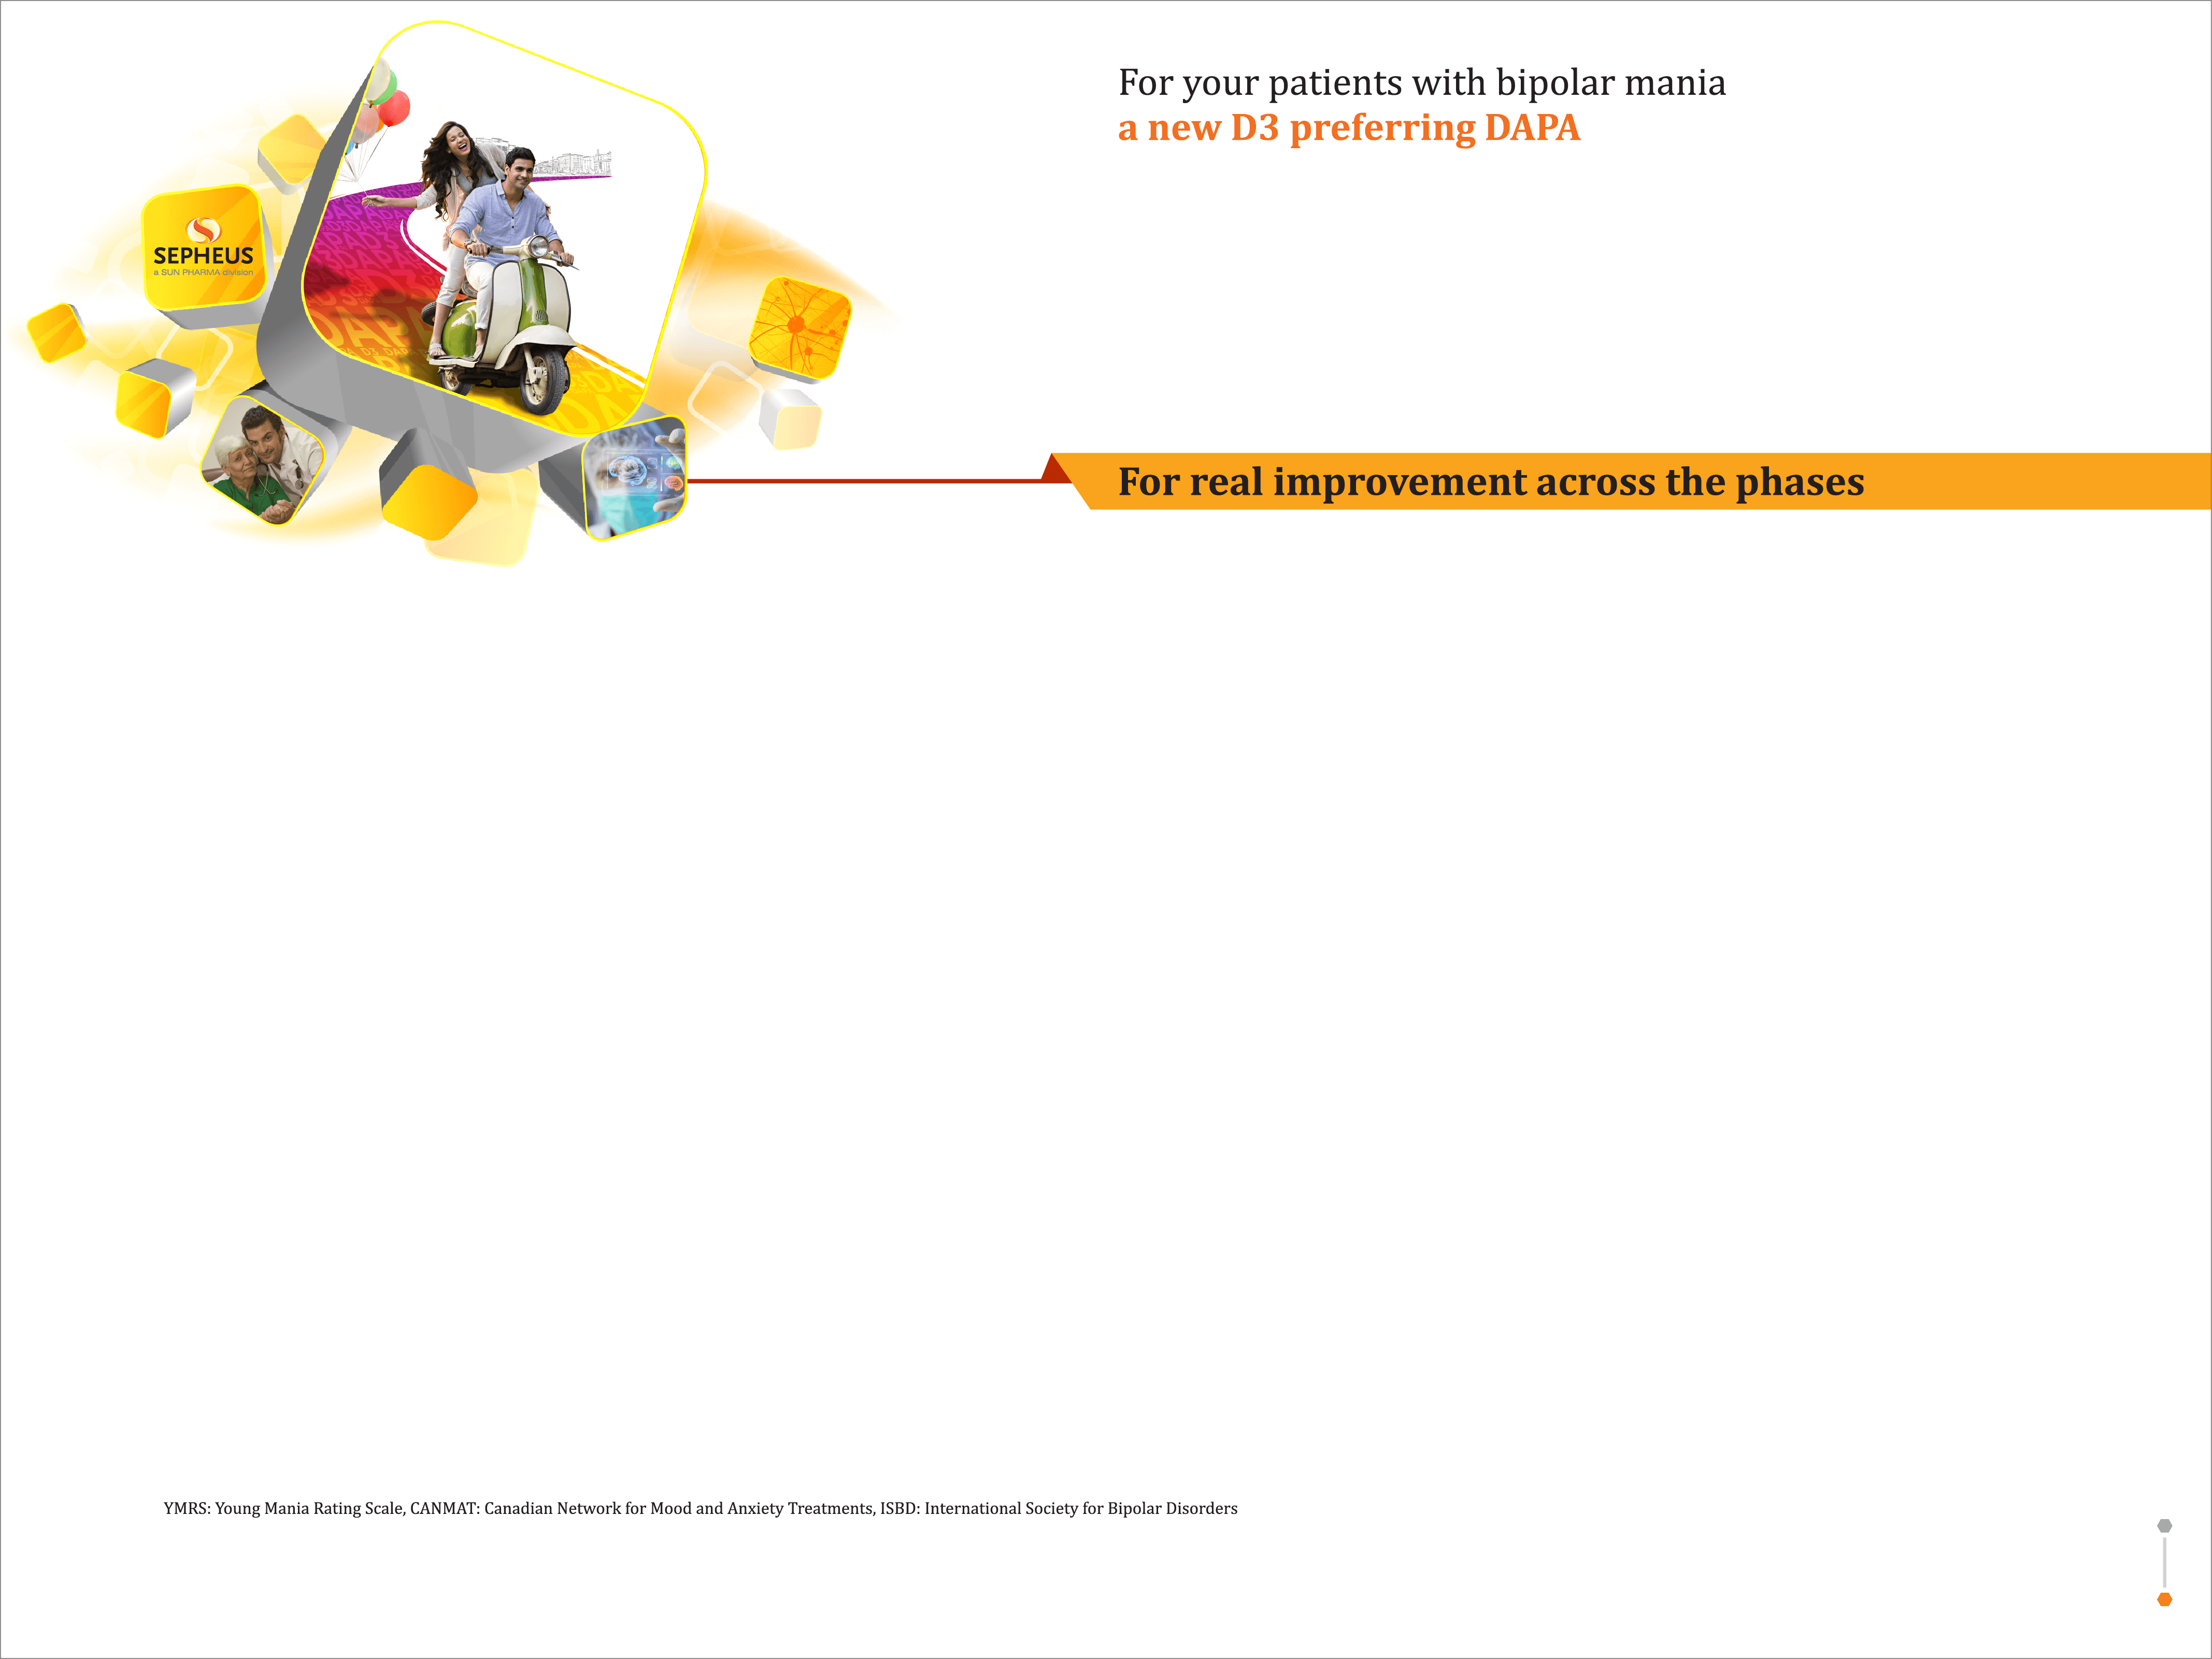 For your patients with bipolar mania
a new D3 preferring DAPA
SEPHEUS
a SUN PHARMA division
DAPA
For real improvement across the phases
YMRS: Young Mania Rating Scale, CANMAT: Canadian Network for Mood and Anxiety Treatments, ISBD: International Society for Bipolar Disorders